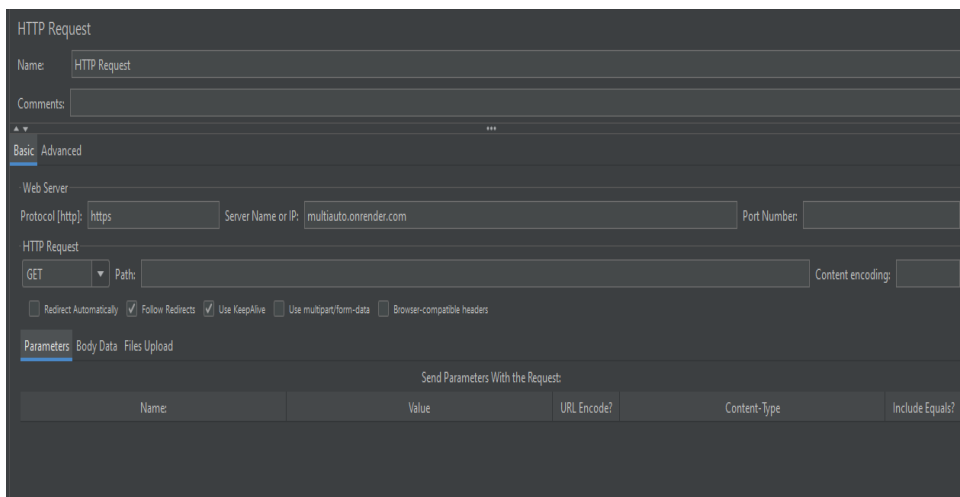 HTTP Request
Name: HTTP Request
Comments:
Basic Advanced
Web Server
Protocol [http]: https Server Name or IP: multiauto.onrender.com Port Number:
HTTP Request
GET Path: Content encoding:
Redirect Automatically Follow Redirects Use KeepAlive Use multipart/form-data Browser-compatible headers
Parameters Body Data Files Upload
Send Parameters With the Request:
Name: Value URL Encode? Content-Type Include Equals?